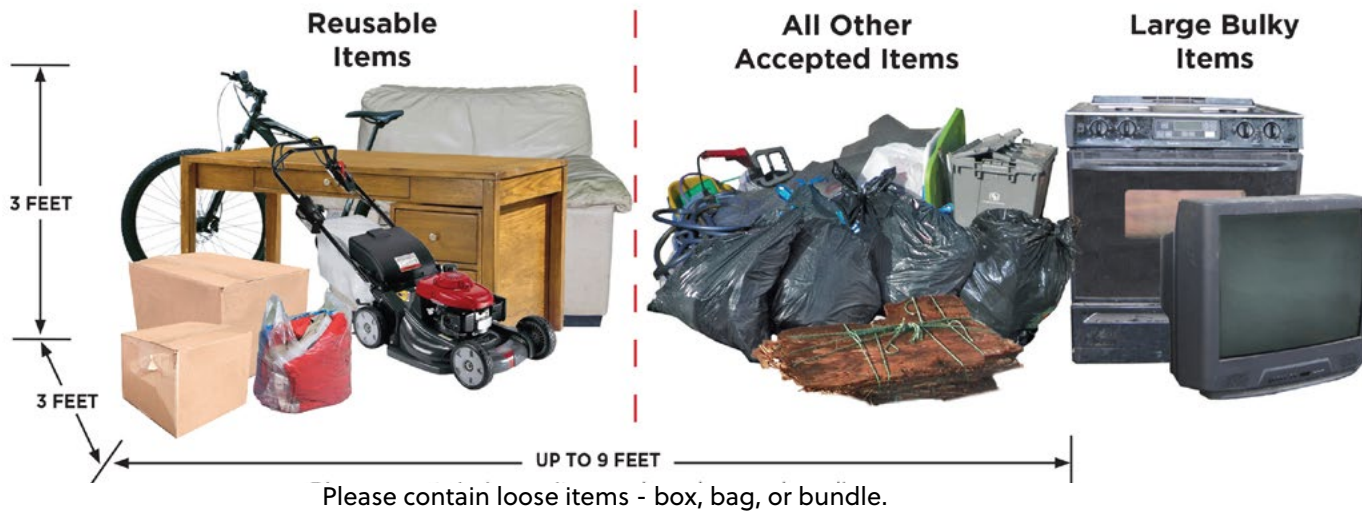 Reusable
Items
All Other
Accepted Items
Large Bulky
Items
3 FEET
3 FEET
UP TO 9 FEET
Please contain loose items - box, bag, or bundle.